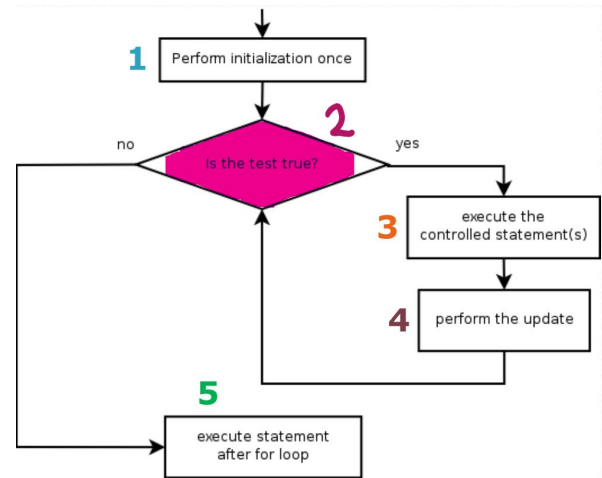 1
Perform initialization once
2
no
yes
Is the test true?
3
execute the
controlled statement(s)
4
perform the update
5
execute statement
after for loop